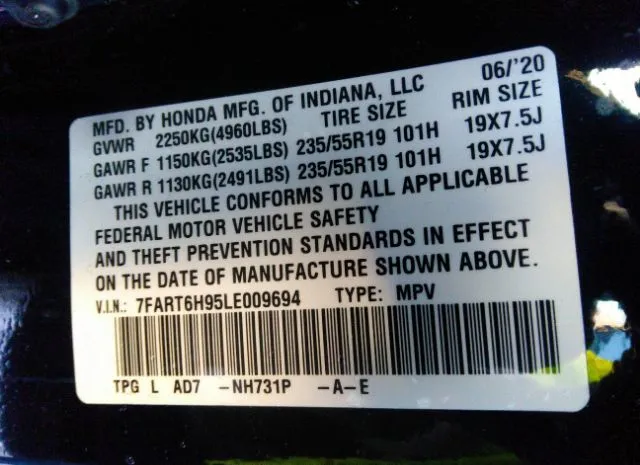 MFD. BY HONDA MFG. OF INDIANA, LLC 06/'20
GVWR 2250KG(4960LBS) TIRE SIZE RIM SIZE
GAWR F 1150KG(2535LBS) 235/55R19 101H 19X7.5J
GAWR R 1130KG(2491LBS) 235/55R19 101H 19X7.5J
THIS VEHICLE CONFORMS TO ALL APPLICABLE
FEDERAL MOTOR VEHICLE SAFETY
AND THEFT PREVENTION STANDARDS IN EFFECT
ON THE DATE OF MANUFACTURE SHOWN ABOVE.
V.I.N.: 7FART6H95LE009694 TYPE: MPV
TPG L AD7 -NH731P -A-E